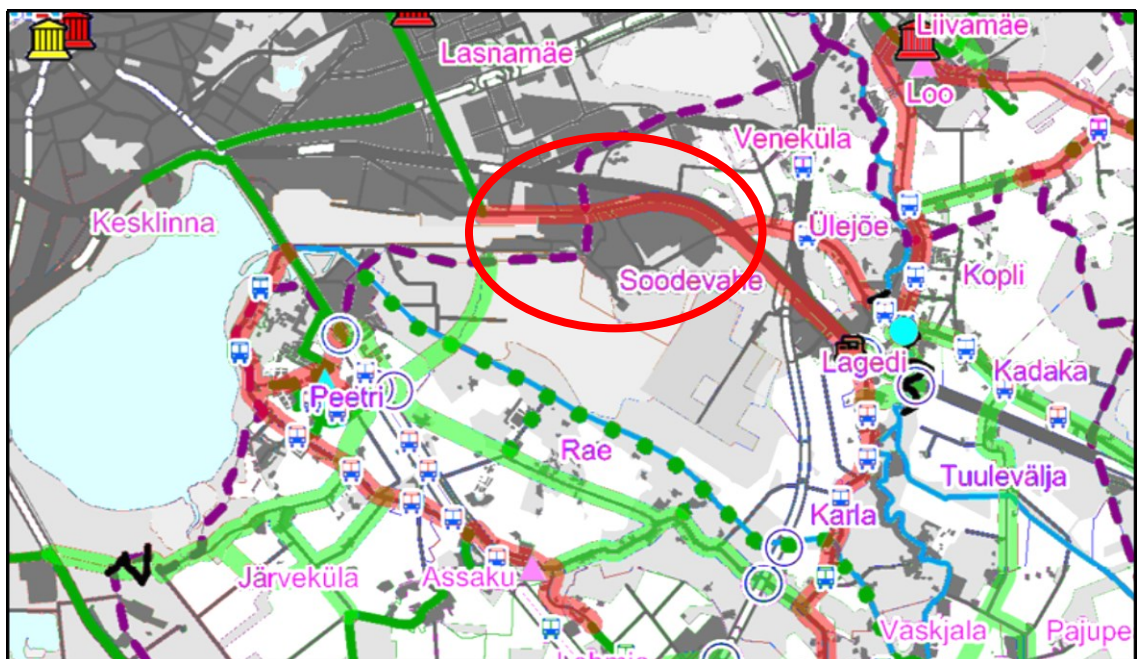 Liivamäe
Lasnamäe
Loo
Veneküla
Kesklinna
Ülejõe
Kopli
Soodevahe
Lagedi
Kadaka
Peetri
Rae
Tuulevälja
Karla
Järveküla
Assaku
Vaskjala
Pajupe